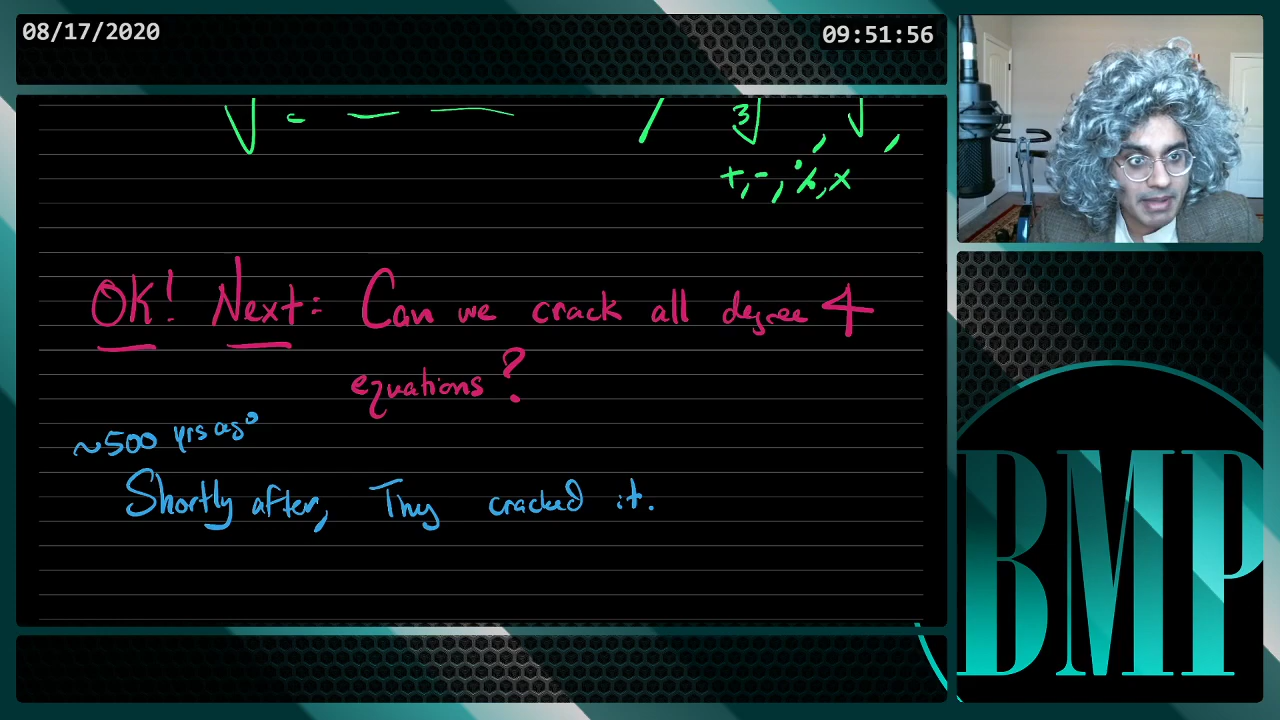 08/17/2020
09:51:56
3√ , √ ,
+, -, %, x
OK! Next: Can we crack all degree 4
equations?
~500 yrs ago
Shortly after, They cracked it.
BMP